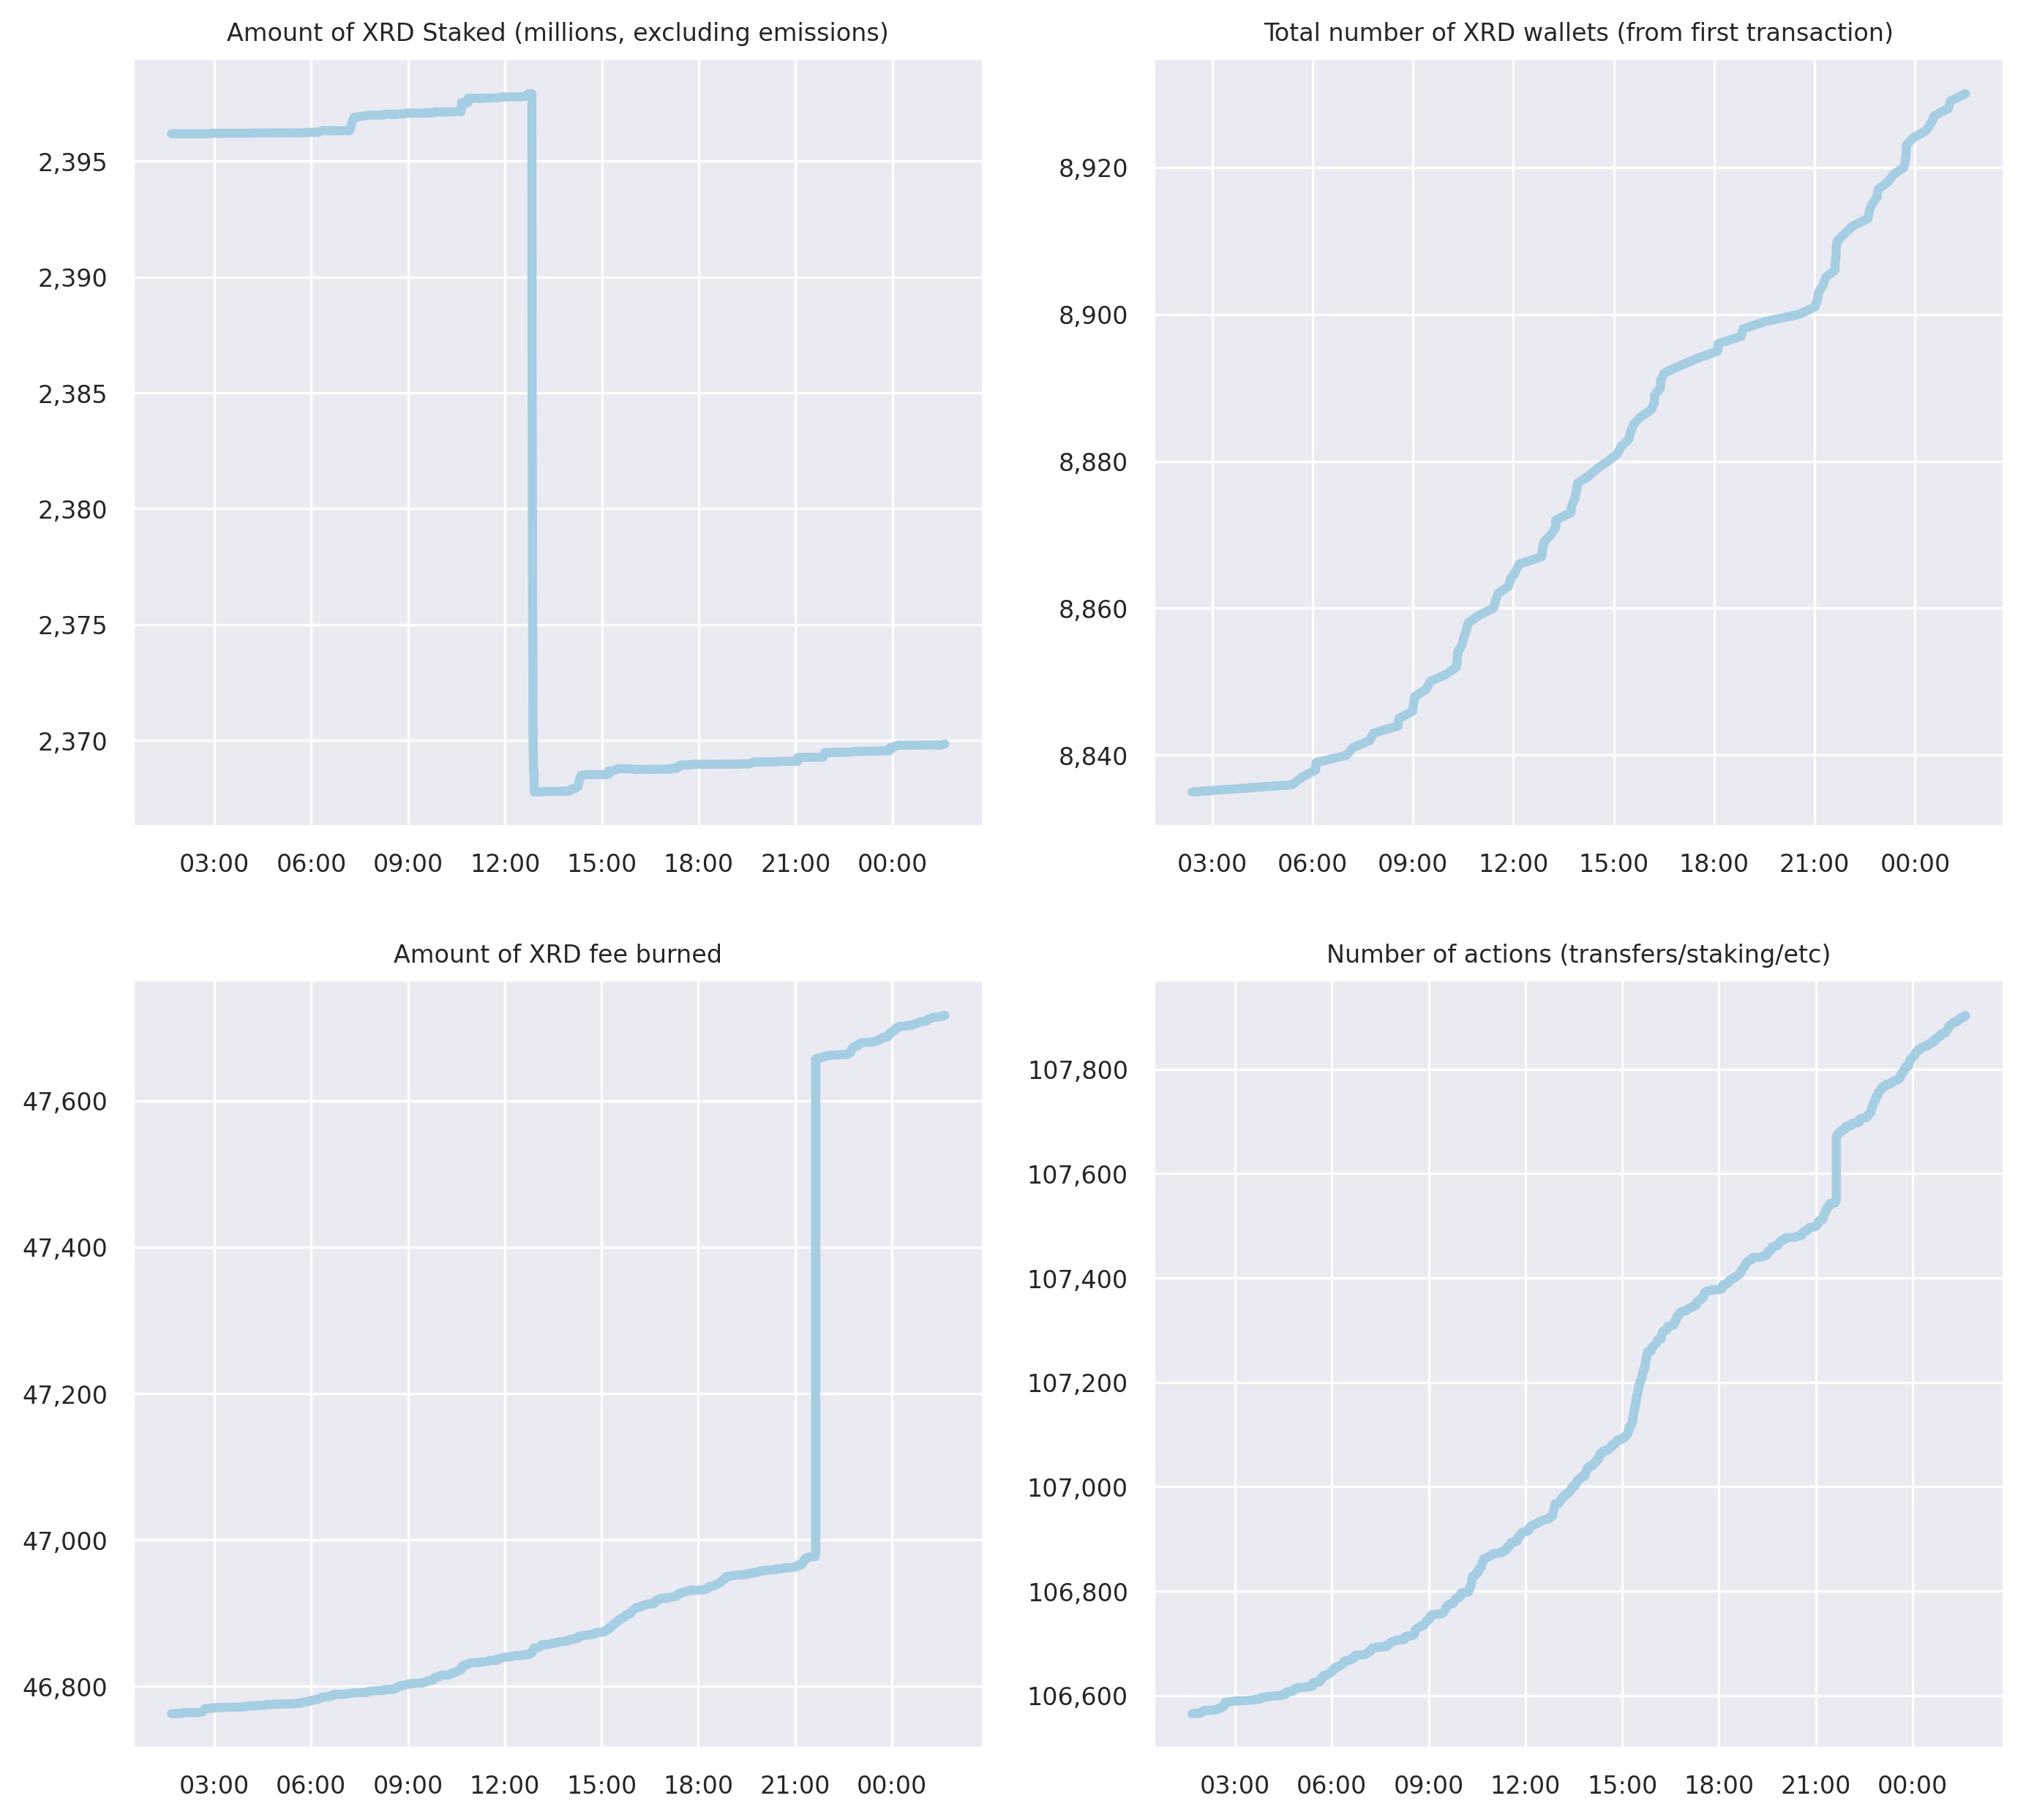 Amount of XRD Staked (millions, excluding emissions)
2,395
2,390
2,385
2,380
2,375
2,370
03:00 06:00 09:00 12:00 15:00 18:00 21:00 00:00
Total number of XRD wallets (from first transaction)
8,920
8,900
8,880
8,860
8,840
03:00 06:00 09:00 12:00 15:00 18:00 21:00 00:00
Amount of XRD fee burned
47,600
47,400
47,200
47,000
46,800
03:00 06:00 09:00 12:00 15:00 18:00 21:00 00:00
Number of actions (transfers/staking/etc)
107,800
107,600
107,400
107,200
107,000
106,800
106,600
03:00 06:00 09:00 12:00 15:00 18:00 21:00 00:00